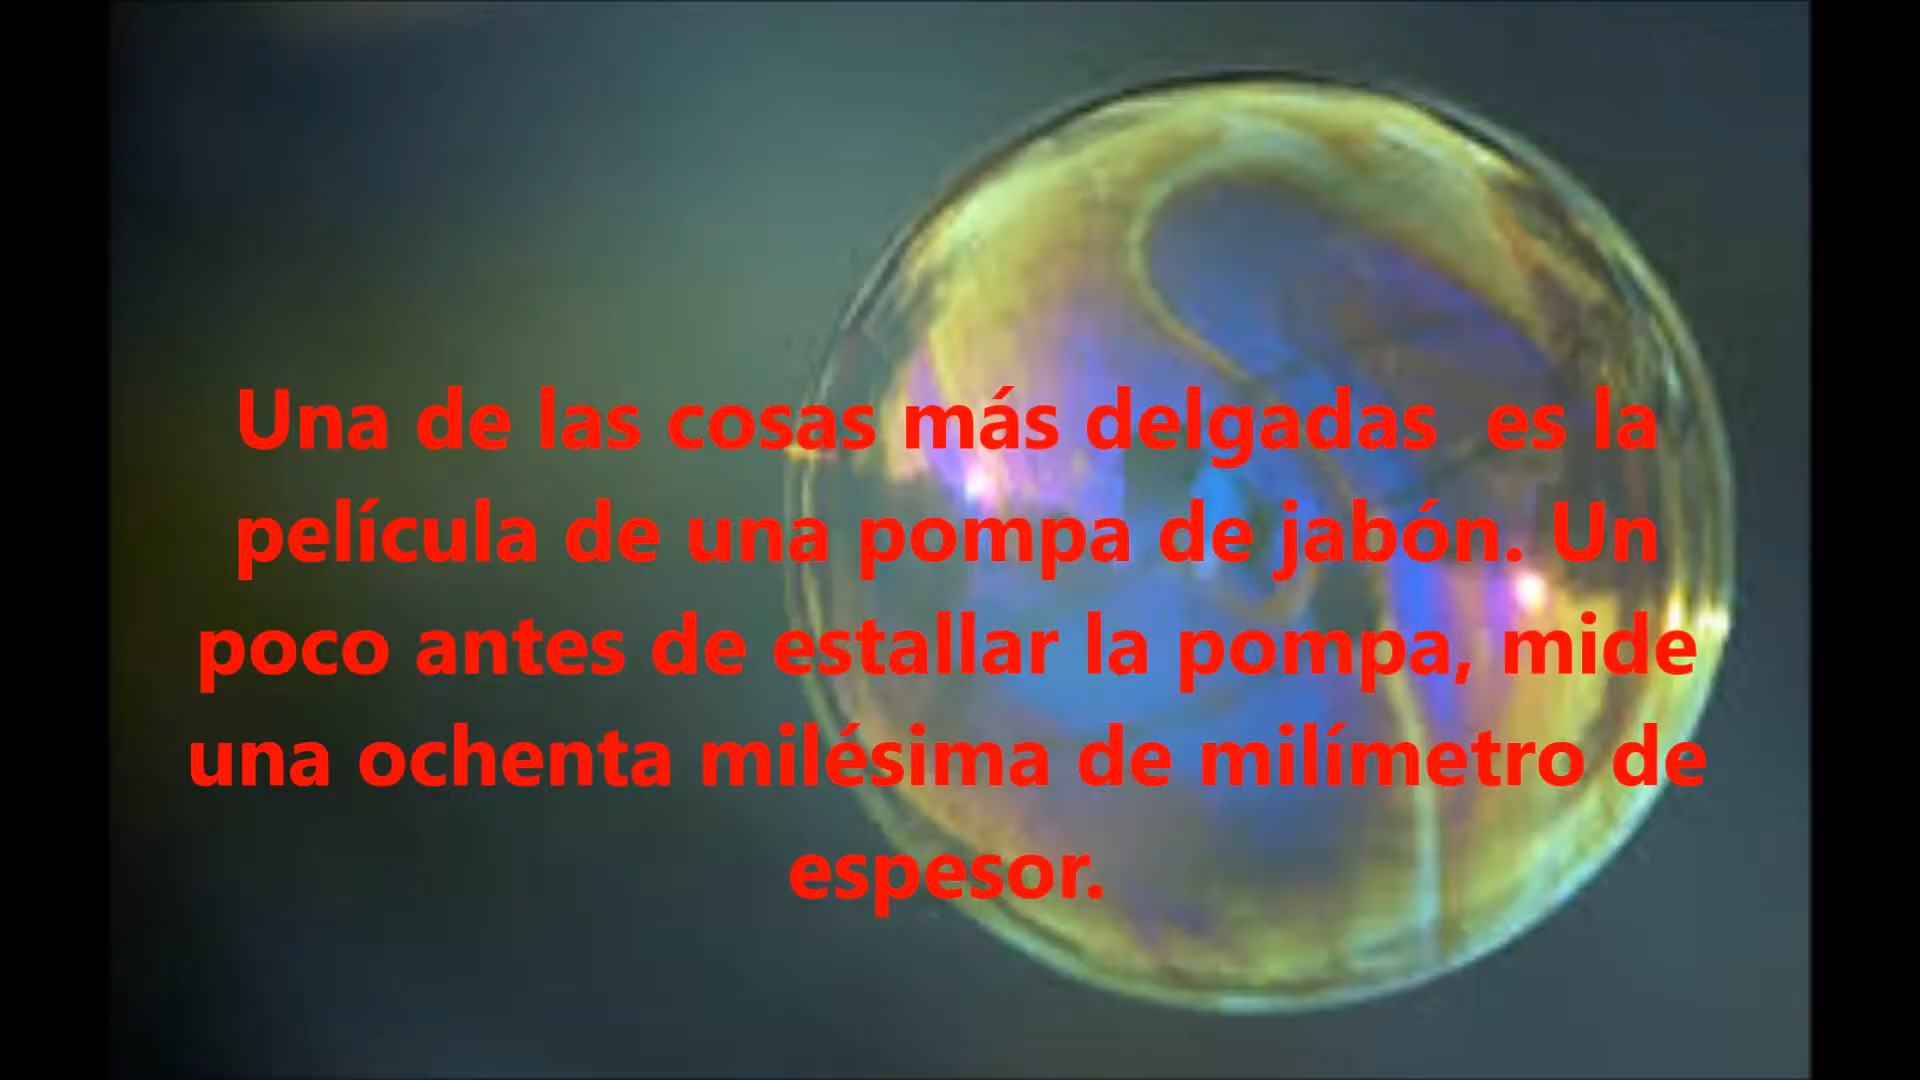 Una de las cosas más delgadas  es la
película de una pompa de jabón. Un
poco antes de estallar la pompa, mide
una ochenta milésima de milímetro de
espesor.